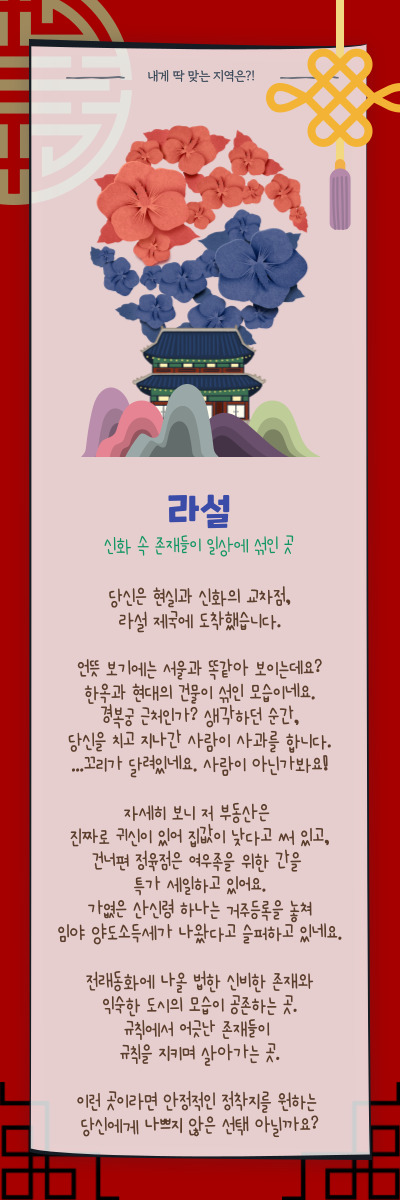 내게 딱 맞는 지역은?!
라설
신화 속 존재들이 일상에 섞인 곳
당신은 현실과 신화의 교차점,
라설 제국에 도착했습니다.
언뜻 보기에는 서울과 똑같아 보이는데요?
한옥과 현대의 건물이 섞인 모습이네요.
경복궁 근처인가? 생각하던 순간,
당신을 치고 지나간 사람이 사과를 합니다.
...꼬리가 달려있네요. 사람이 아닌가봐요!
자세히 보니 저 부동산은
진짜로 귀신이 있어 집값이 낮다고 써 있고,
건너편 정육점은 여우족을 위한 간을
특가 세일하고 있어요.
가엾은 산신령 하나는 거주등록을 놓쳐
임야 양도소득세가 나왔다고 슬퍼하고 있네요.
전래동화에 나올 법한 신비한 존재와
익숙한 도시의 모습이 공존하는 곳.
규칙에서 어긋난 존재들이
규칙을 지키며 살아가는 곳.
이런 곳이라면 안정적인 정착지를 원하는
당신에게 나쁘지 않은 선택 아닐까요?